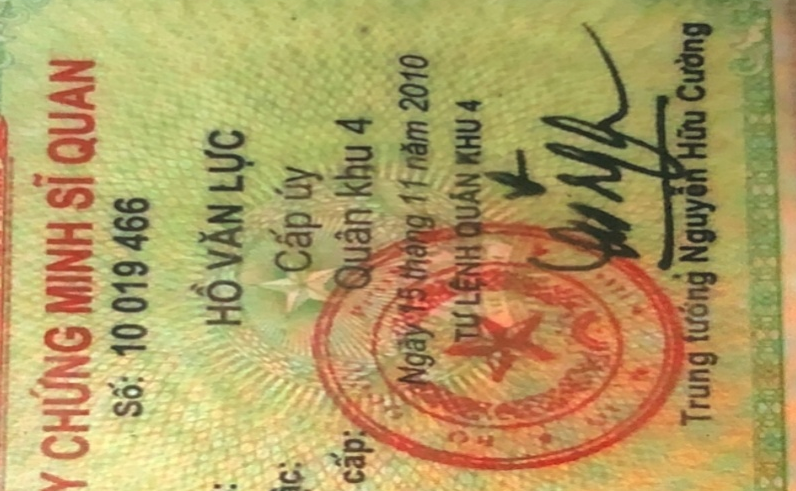 Y CHỨNG MINH SĨ QUAN
Số: 10 019 466
:
HỒ VĂN LỰC
ậc:
Cấp úy
cấp:
Quân khu 4
Ngày 15 tháng 11 năm 2010
TƯ LỆNH QUÂN KHU 4
Trung tướng Nguyễn Hữu Cường